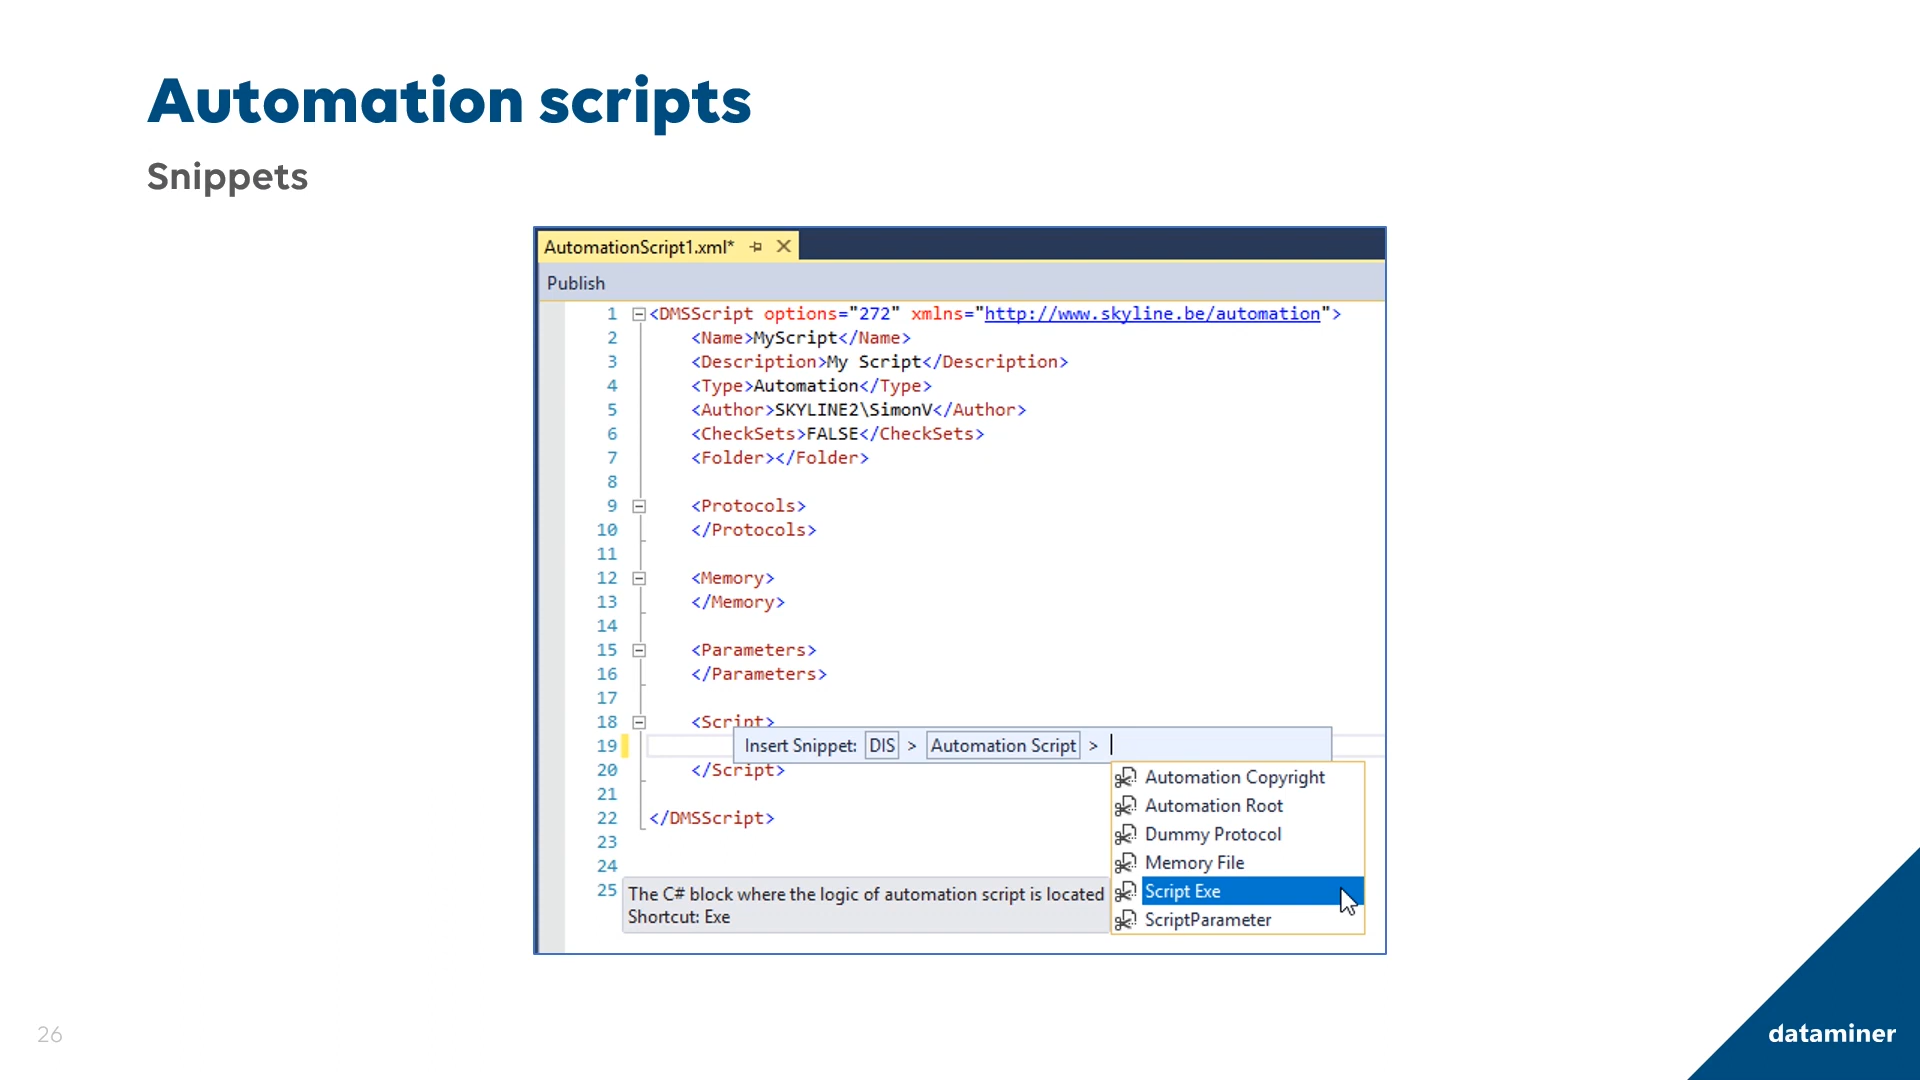 Automation scripts
Snippets
AutomationScript1.xml*
Publish
1 <DMSScript options="272" xmlns="http://www.skyline.be/automation">
2 <Name>MyScript</Name>
3 <Description>My Script</Description>
4 <Type>Automation</Type>
5 <Author>SKYLINE2\SimonV</Author>
6 <CheckSets>FALSE</CheckSets>
7 <Folder></Folder>
8
9 <Protocols>
10 </Protocols>
11
12 <Memory>
13 </Memory>
14
15 <Parameters>
16 </Parameters>
17
18 <Script>
19 Insert Snippet: DIS > Automation Script >
20 </Script>
21
22 </DMSScript>
23
24
25
Automation Copyright
Automation Root
Dummy Protocol
Memory File
Script Exe
ScriptParameter
The C# block where the logic of automation script is located
Shortcut: Exe
26
dataminer